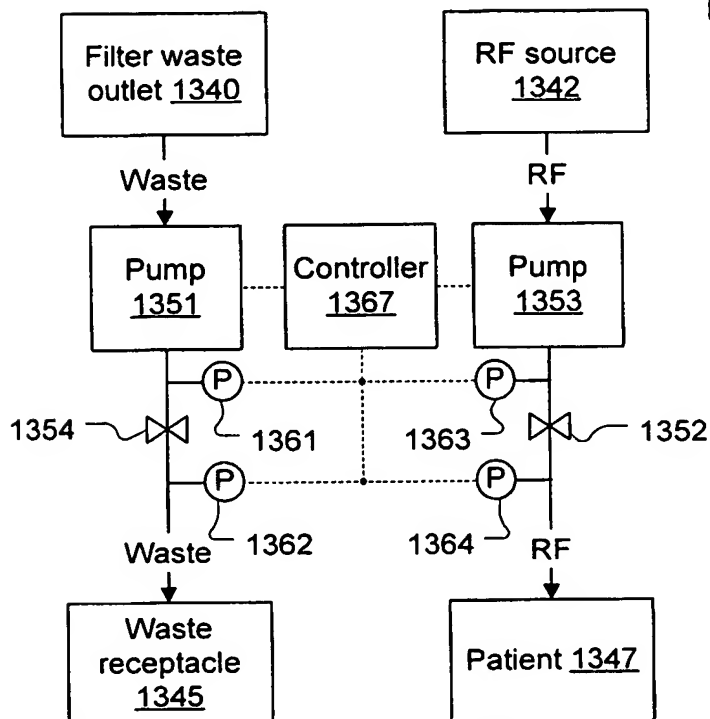 Filter waste
outlet 1340
RF source
1342
Waste
RF
Pump
1351
Controller
1367
Pump
1353
P
P
1354
1361
1363
1352
P
P
1362
1364
Waste
RF
Waste
receptacle
1345
Patient 1347